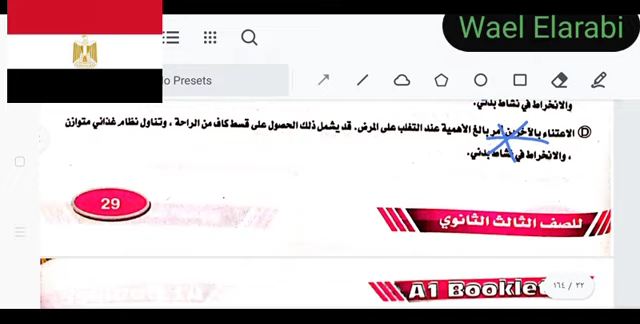 Wael Elarabi
o Presets
والانخراط في نشاط بدني.
D الاعتناء بالآخرين أمر بالغ الأهمية عند التغلب على المرض. قد يشمل ذلك الحصول على قسط كاف من الراحة ، وتناول نظام غذائي متوازن
، والانخراط في نشاط بدني.
29
للصف الثالث الثانوي
A1 Booklet
٣٢ / ١٦٤